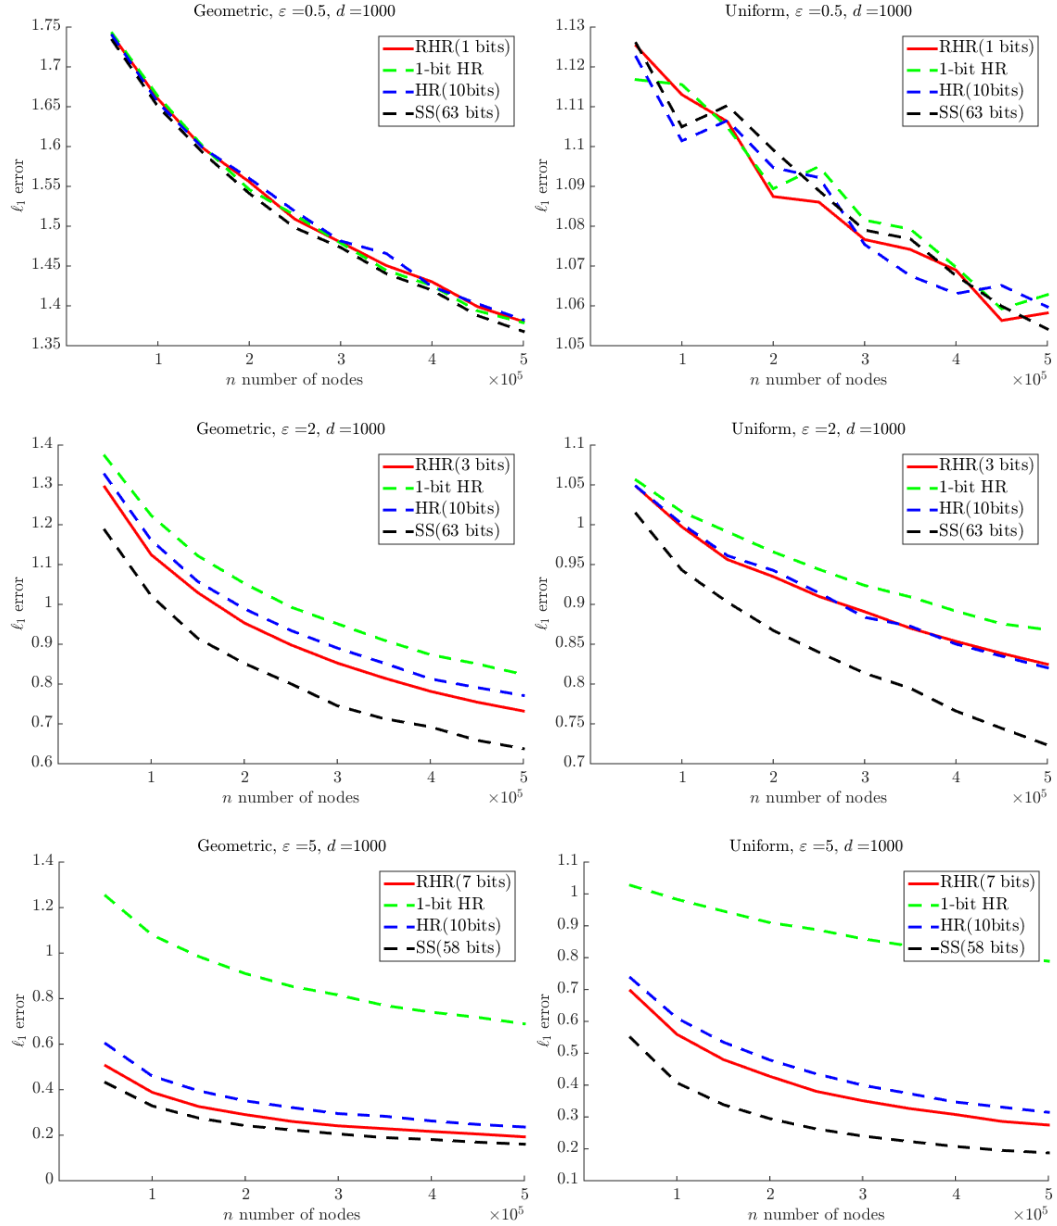 Geometric, ε =0.5, d =1000
1.75
1.7
1.65
1.6
1.55
1.5
1.45
1.4
1.35
ℓ1 error
RHR(1 bits)
1-bit HR
HR(10bits)
SS(63 bits)
1 2 3 4 5
n number of nodes
×10^5
Uniform, ε =0.5, d =1000
1.13
1.12
1.11
1.1
1.09
1.08
1.07
1.06
1.05
ℓ1 error
RHR(1 bits)
1-bit HR
HR(10bits)
SS(63 bits)
1 2 3 4 5
n number of nodes
×10^5
Geometric, ε =2, d =1000
1.4
1.3
1.2
1.1
1
0.9
0.8
0.7
0.6
ℓ1 error
RHR(3 bits)
1-bit HR
HR(10bits)
SS(63 bits)
1 2 3 4 5
n number of nodes
×10^5
Uniform, ε =2, d =1000
1.1
1.05
1
0.95
0.9
0.85
0.8
0.75
0.7
ℓ1 error
RHR(3 bits)
1-bit HR
HR(10bits)
SS(63 bits)
1 2 3 4 5
n number of nodes
×10^5
Geometric, ε =5, d =1000
1.4
1.2
1
0.8
0.6
0.4
0.2
0
ℓ1 error
RHR(7 bits)
1-bit HR
HR(10bits)
SS(58 bits)
1 2 3 4 5
n number of nodes
×10^5
Uniform, ε =5, d =1000
1.1
1
0.9
0.8
0.7
0.6
0.5
0.4
0.3
0.2
0.1
ℓ1 error
RHR(7 bits)
1-bit HR
HR(10bits)
SS(58 bits)
1 2 3 4 5
n number of nodes
×10^5